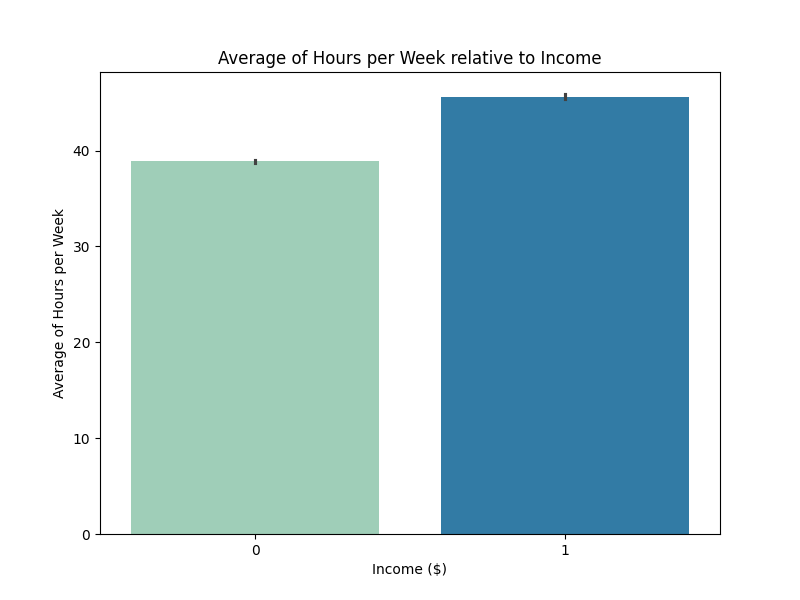 Average of Hours per Week relative to Income
Average of Hours per Week
40
30
20
10
0
0 1
Income ($)